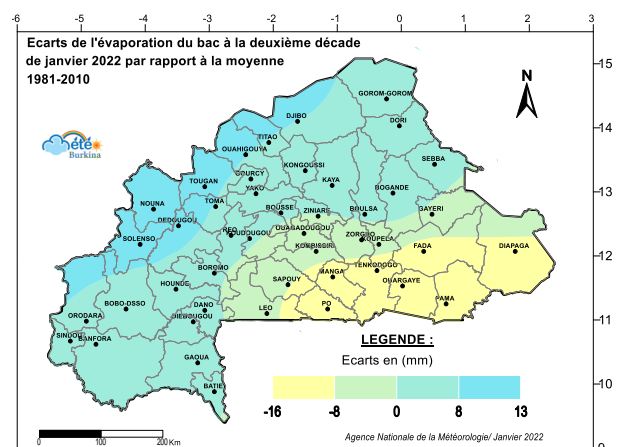 -6 -5 -4 -3 -2 -1 0 1 2 3
Ecarts de l'évaporation du bac à la deuxième décade
de janvier 2022 par rapport à la moyenne
1981-2010
15
N
GOROM-GOROM
DJIBO
DORI
14
TITAO
météo
Burkina
OUAHIGOUYA
SEBBA
KONGOUSSI
GOURCY
TOUGAN
KAYA
YAKO
BOGANDE
13
NOUNA
TOMA
BOUSSE
ZINIARE
BOULSA
GAYERI
DEDOUGOU
REO
KOUDOUGOU
OUAGADOUGOU
ZORGHO
KOUPELA
SOLENSO
KOMBISSIRI
FADA
DIAPAGA
12
BOROMO
MANGA
TENKODOGO
HOUNDE
SAPOUY
OUARGAYE
BOBO-DSSO
DANO
LEO
PO
PAMA
ORODARA
DIEBOUGOU
11
SINDOU
BANFORA
LEGENDE :
GAOUA
Ecarts en (mm)
BATIE
10
-16 -8 0 8 13
0 100 200 Km
Agence Nationale de la Météorologie/ Janvier 2022
9